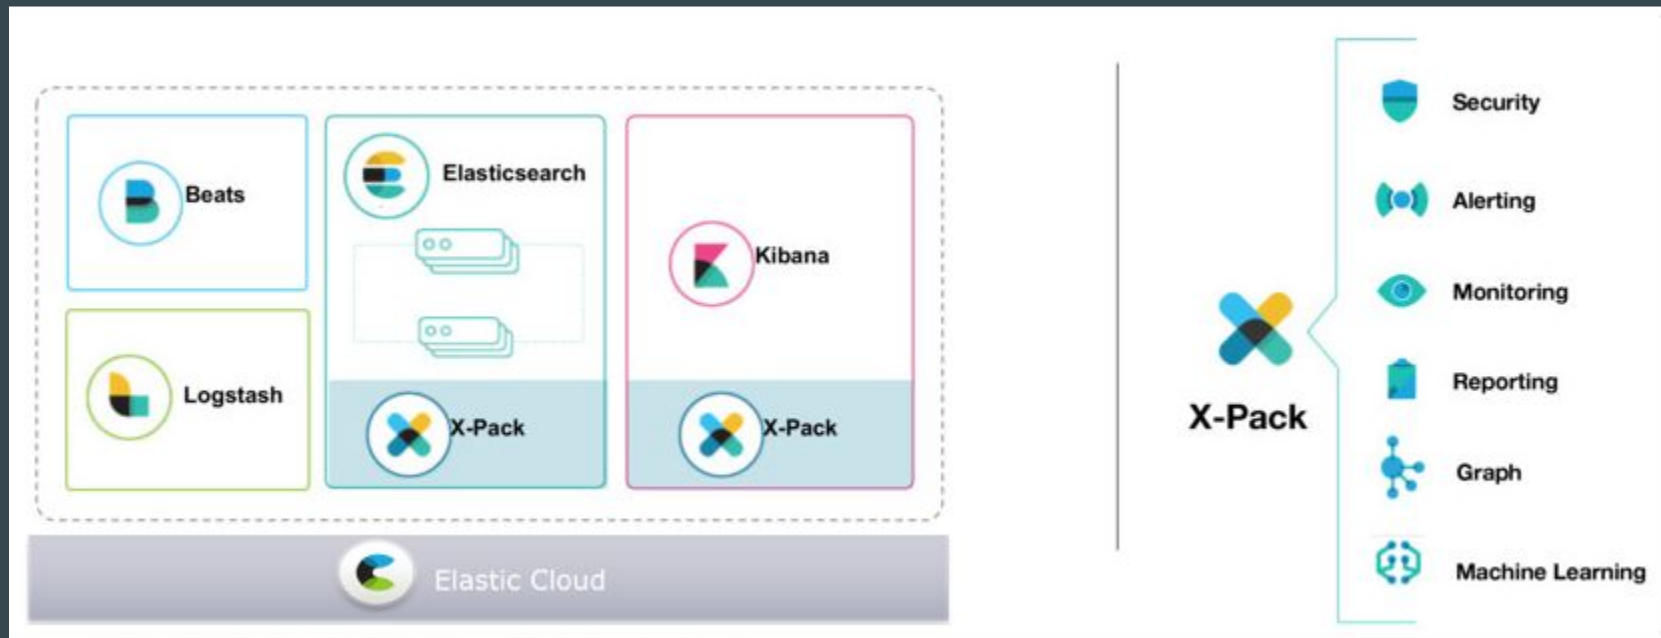 Beats
Elasticsearch
Kibana
Logstash
X-Pack
X-Pack
Elastic Cloud
X-Pack
Security
Alerting
Monitoring
Reporting
Graph
Machine Learning